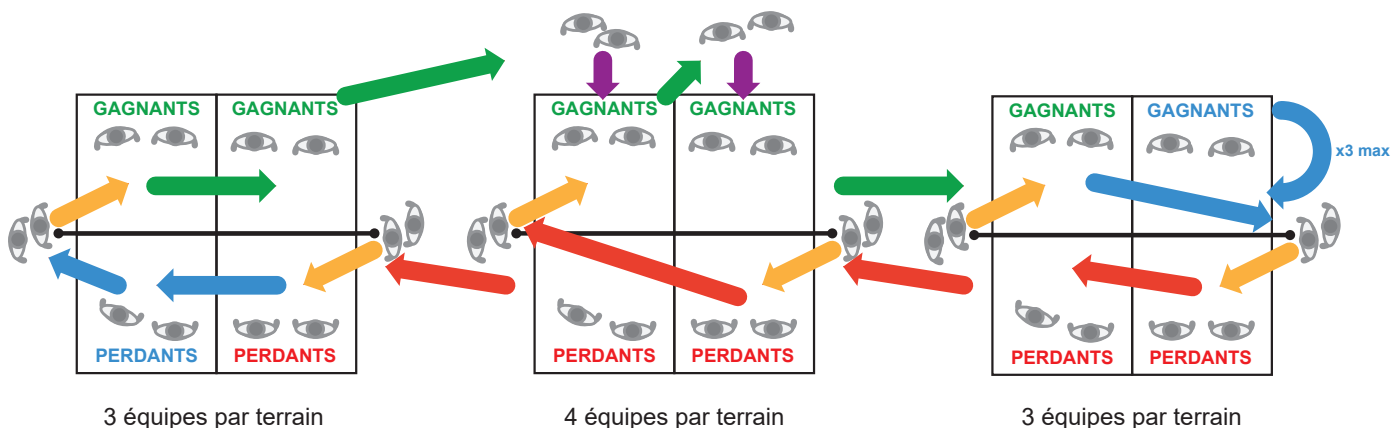 GAGNANTS GAGNANTS
PERDANTS PERDANTS
3 équipes par terrain
GAGNANTS GAGNANTS
PERDANTS PERDANTS
4 équipes par terrain
GAGNANTS GAGNANTS
x3 max
PERDANTS PERDANTS
3 équipes par terrain